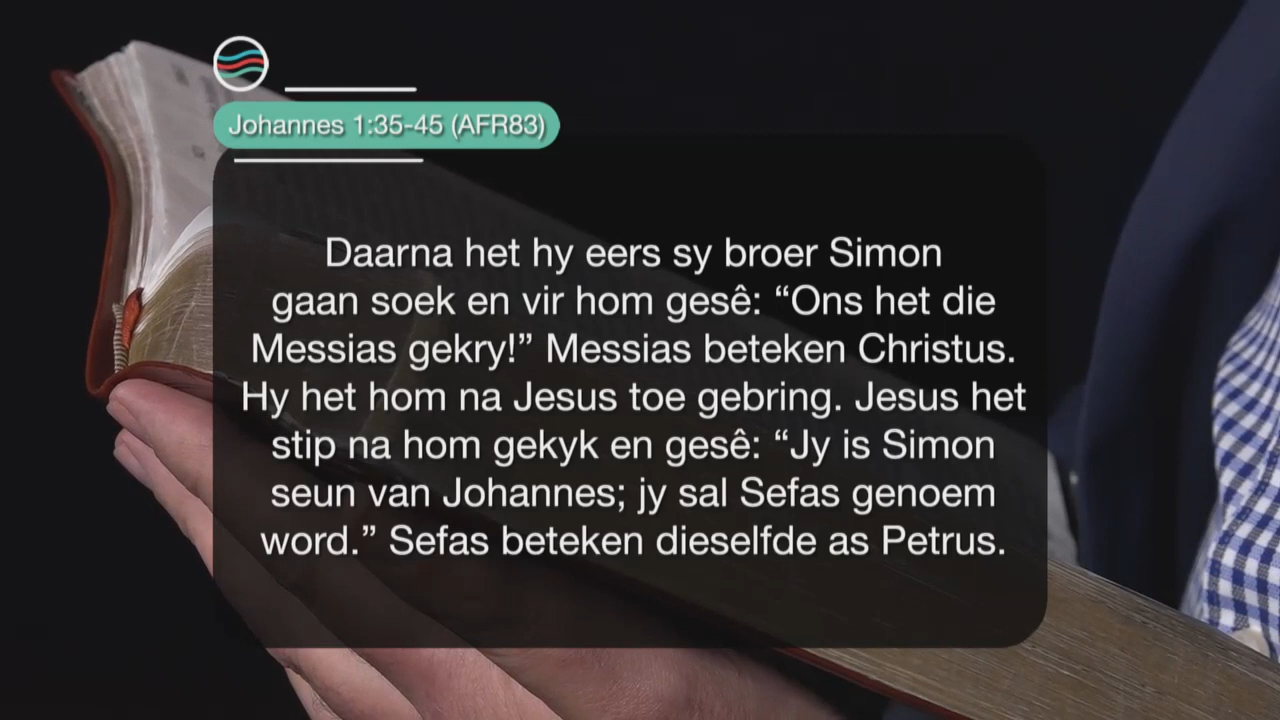 Johannes 1:35-45 (AFR83)
Daarna het hy eers sy broer Simon
gaan soek en vir hom gesê: “Ons het die
Messias gekry!” Messias beteken Christus.
Hy het hom na Jesus toe gebring. Jesus het
stip na hom gekyk en gesê: “Jy is Simon
seun van Johannes; jy sal Sefas genoem
word.” Sefas beteken dieselfde as Petrus.